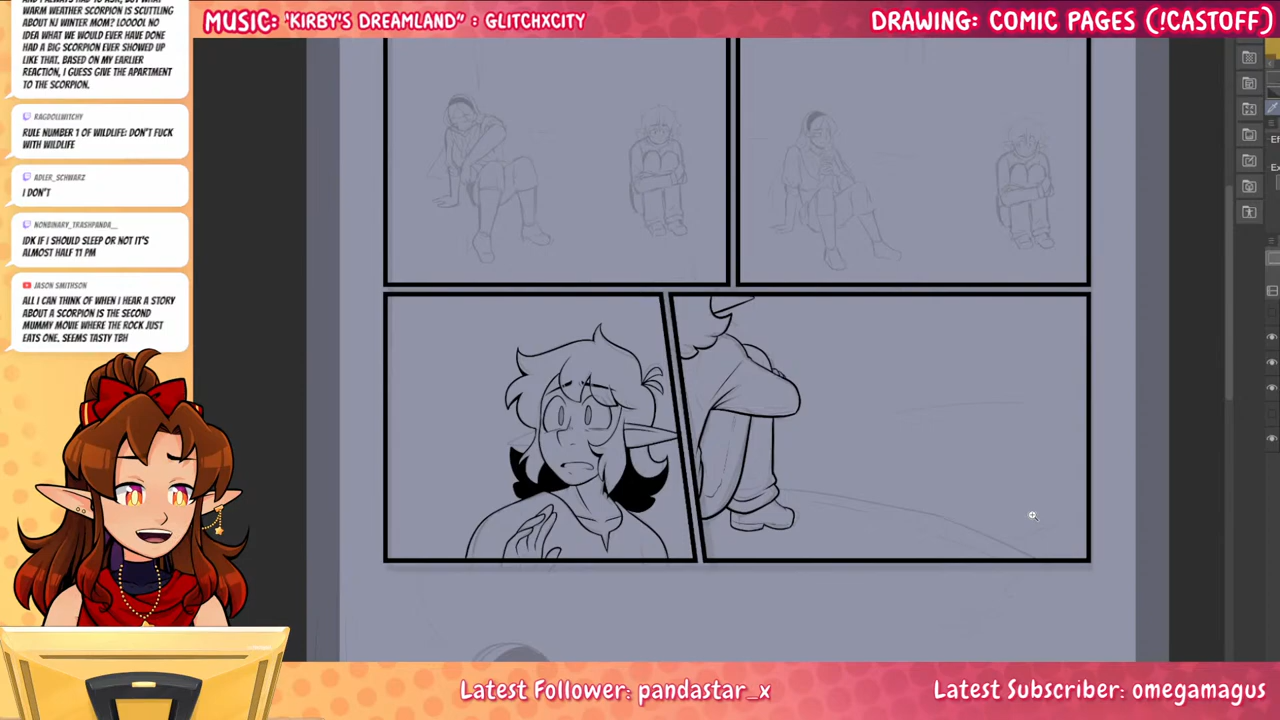 MUSIC: 'KIRBY'S DREAMLAND" : GLITCHXCITY
DRAWING: COMIC PAGES (!CASTOFF)
WARM WEATHER SCORPION IS SCUTTLING
ABOUT NJ WINTER MOM? LOOOOL NO
IDEA WHAT WE WOULD EVER HAVE DONE
HAD A BIG SCORPION EVER SHOWED UP
LIKE THAT. BASED ON MY EARLIER
REACTION, I GUESS GIVE THE APARTMENT
TO THE SCORPION.
RAGDOLLWITCHY
RULE NUMBER 1 OF WILDLIFE: DON'T FUCK
WITH WILDLIFE
ADLER_SCHWARZ
I DON'T
NONBINARY_TRASHPANDA__
IDK IF I SHOULD SLEEP OR NOT IT'S
ALMOST HALF 11 PM
JASON SMITHSON
ALL I CAN THINK OF WHEN I HEAR A STORY
ABOUT A SCORPION IS THE SECOND
MUMMY MOVIE WHERE THE ROCK JUST
EATS ONE. SEEMS TASTY TBH
Latest Follower: pandastar_x
Latest Subscriber: omegamagus